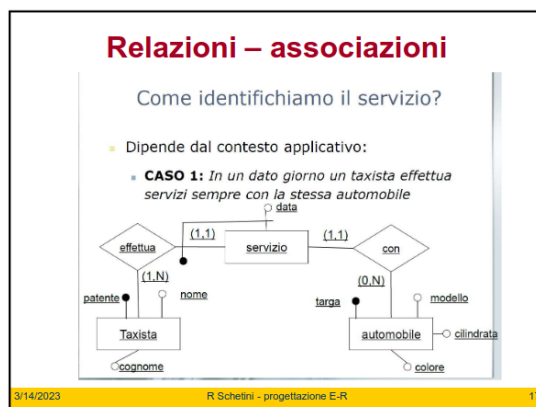 Relazioni – associazioni
Come identifichiamo il servizio?
Dipende dal contesto applicativo:
CASO 1: In un dato giorno un taxista effettua
servizi sempre con la stessa automobile
data
effettua
(1,1)
servizio
(1,1)
con
(1,N)
(0,N)
patente
nome
targa
modello
Taxista
automobile
cilindrata
cognome
colore
3/14/2023
R Schetini - progettazione E-R
17